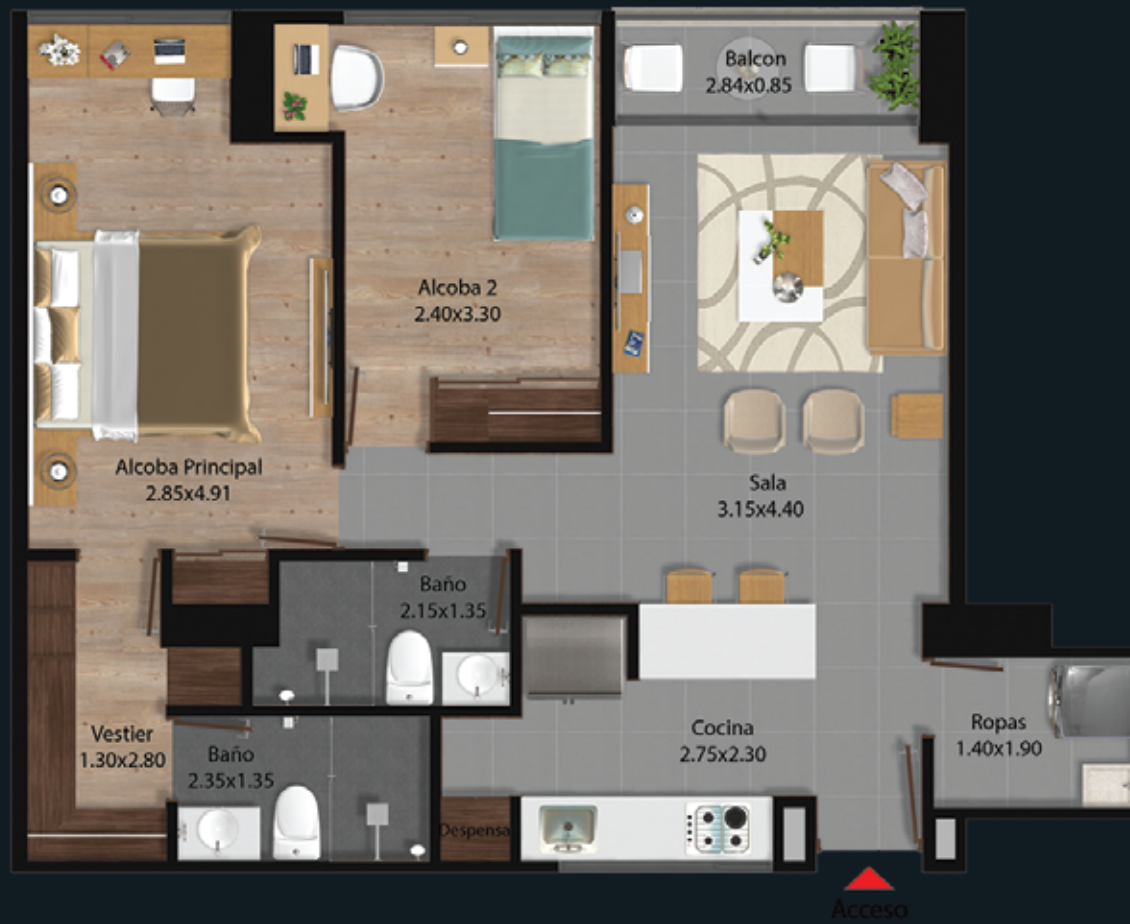 Balcon
2.84x0.85
Alcoba 2
2.40x3.30
Alcoba Principal
2.85x4.91
Sala
3.15x4.40
Baño
2.15x1.35
Vestier
1.30x2.80
Baño
2.35x1.35
Cocina
2.75x2.30
Ropas
1.40x1.90
Despensa
Acceso